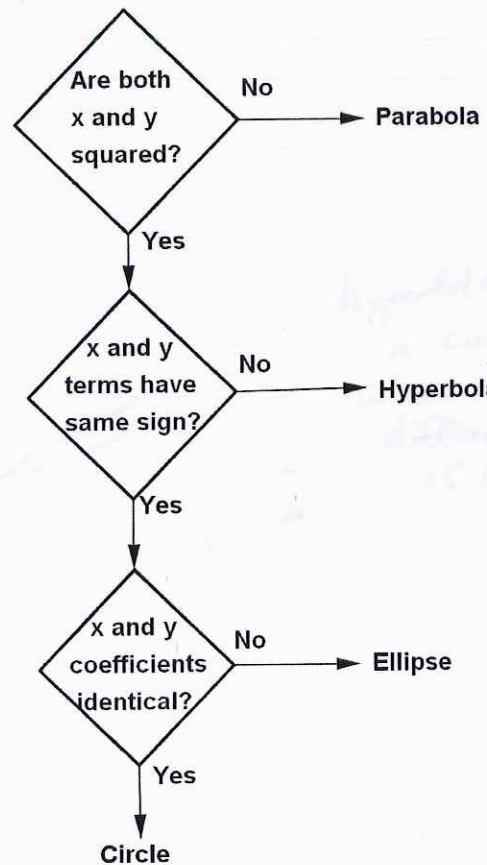 Are both
x and y
squared?
No
Parabola
Yes
x and y
terms have
same sign?
No
Hyperbola
Yes
x and y
coefficients
identical?
No
Ellipse
Yes
Circle